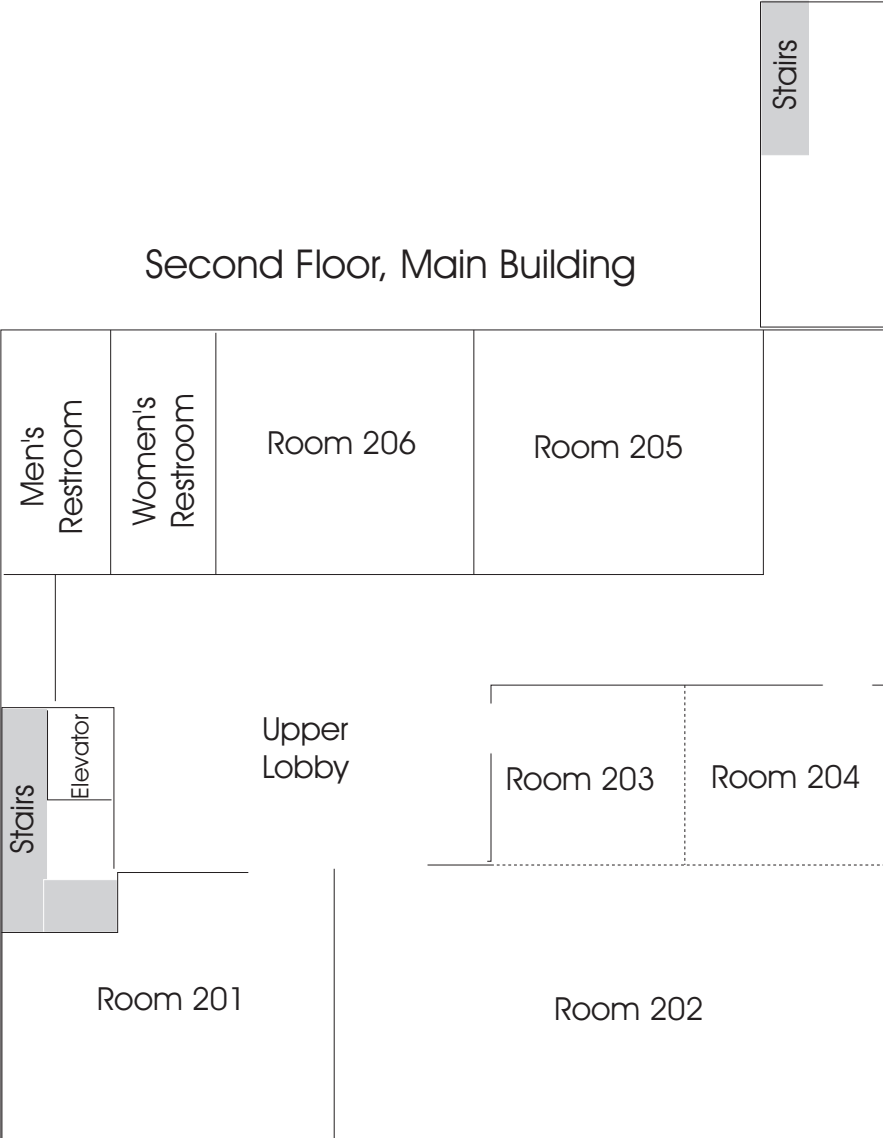 Stairs
Second Floor, Main Building
Men's
Restroom
Women's
Restroom
Room 206
Room 205
Upper
Lobby
Elevator
Stairs
Room 203
Room 204
Room 201
Room 202